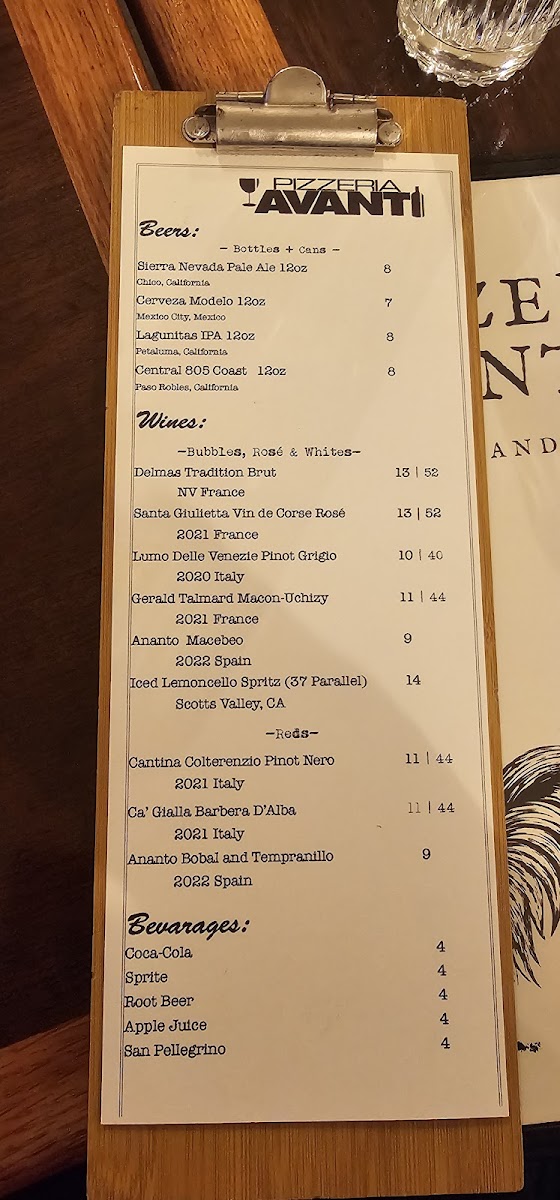 PIZZERIA
AVANTI
Beers:
- Bottles + Cans -
Sierra Nevada Pale Ale 12oz 8
Chico, California
Cerveza Modelo 12oz 7
Mexico City, Mexico
Lagunitas IPA 12oz 8
Petaluma, California
Central 805 Coast 12oz 8
Paso Robles, California
Wines:
-Bubbles, Rosé & Whites-
Delmas Tradition Brut 13 | 52
NV France
Santa Giulietta Vin de Corse Rosé 13 | 52
2021 France
Lumo Delle Venezie Pinot Grigio 10 | 40
2020 Italy
Gerald Talmard Macon-Uchizy 11 | 44
2021 France
Ananto Macebeo 9
2022 Spain
Iced Lemoncello Spritz (37 Parallel) 14
Scotts Valley, CA
-Reds-
Cantina Colterenzio Pinot Nero 11 | 44
2021 Italy
Ca' Gialla Barbera D'Alba 11 | 44
2021 Italy
Ananto Bobal and Tempranillo 9
2022 Spain
Bevarages:
Coca-Cola 4
Sprite 4
Root Beer 4
Apple Juice 4
San Pellegrino 4
AND